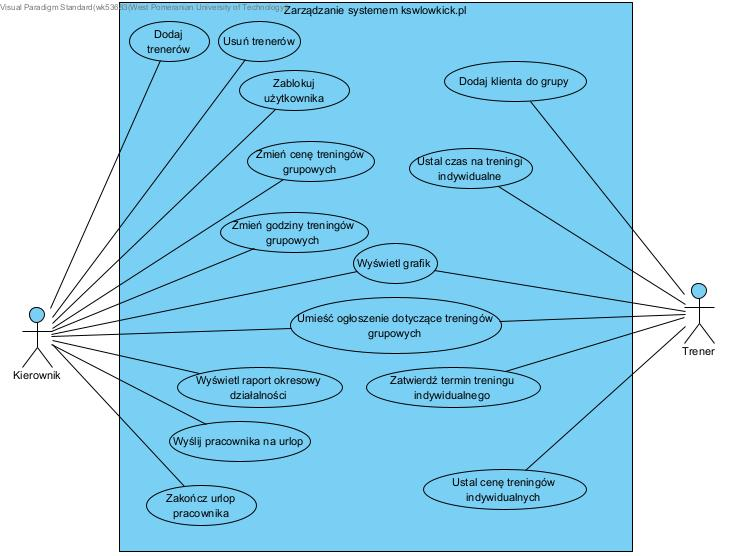 Visual Paradigm Standard(wk53633(West Pomeranian University of Technology
Zarządzanie systemem kswlowkick.pl
Dodaj
trenerów
Usuń trenerów
Zablokuj
użytkownika
Dodaj klienta do grupy
Zmień cenę treningów
grupowych
Ustal czas na treningi
indywidualne
Zmień godziny treningów
grupowych
Wyświetl grafik
Umieść ogłoszenie dotyczące treningów
grupowych
Kierownik
Trener
Wyświetl raport okresowy
działalności
Zatwierdź termin treningu
indywidualnego
Wyślij pracownika na urlop
Ustal cenę treningów
indywidualnych
Zakończ urlop
pracownika